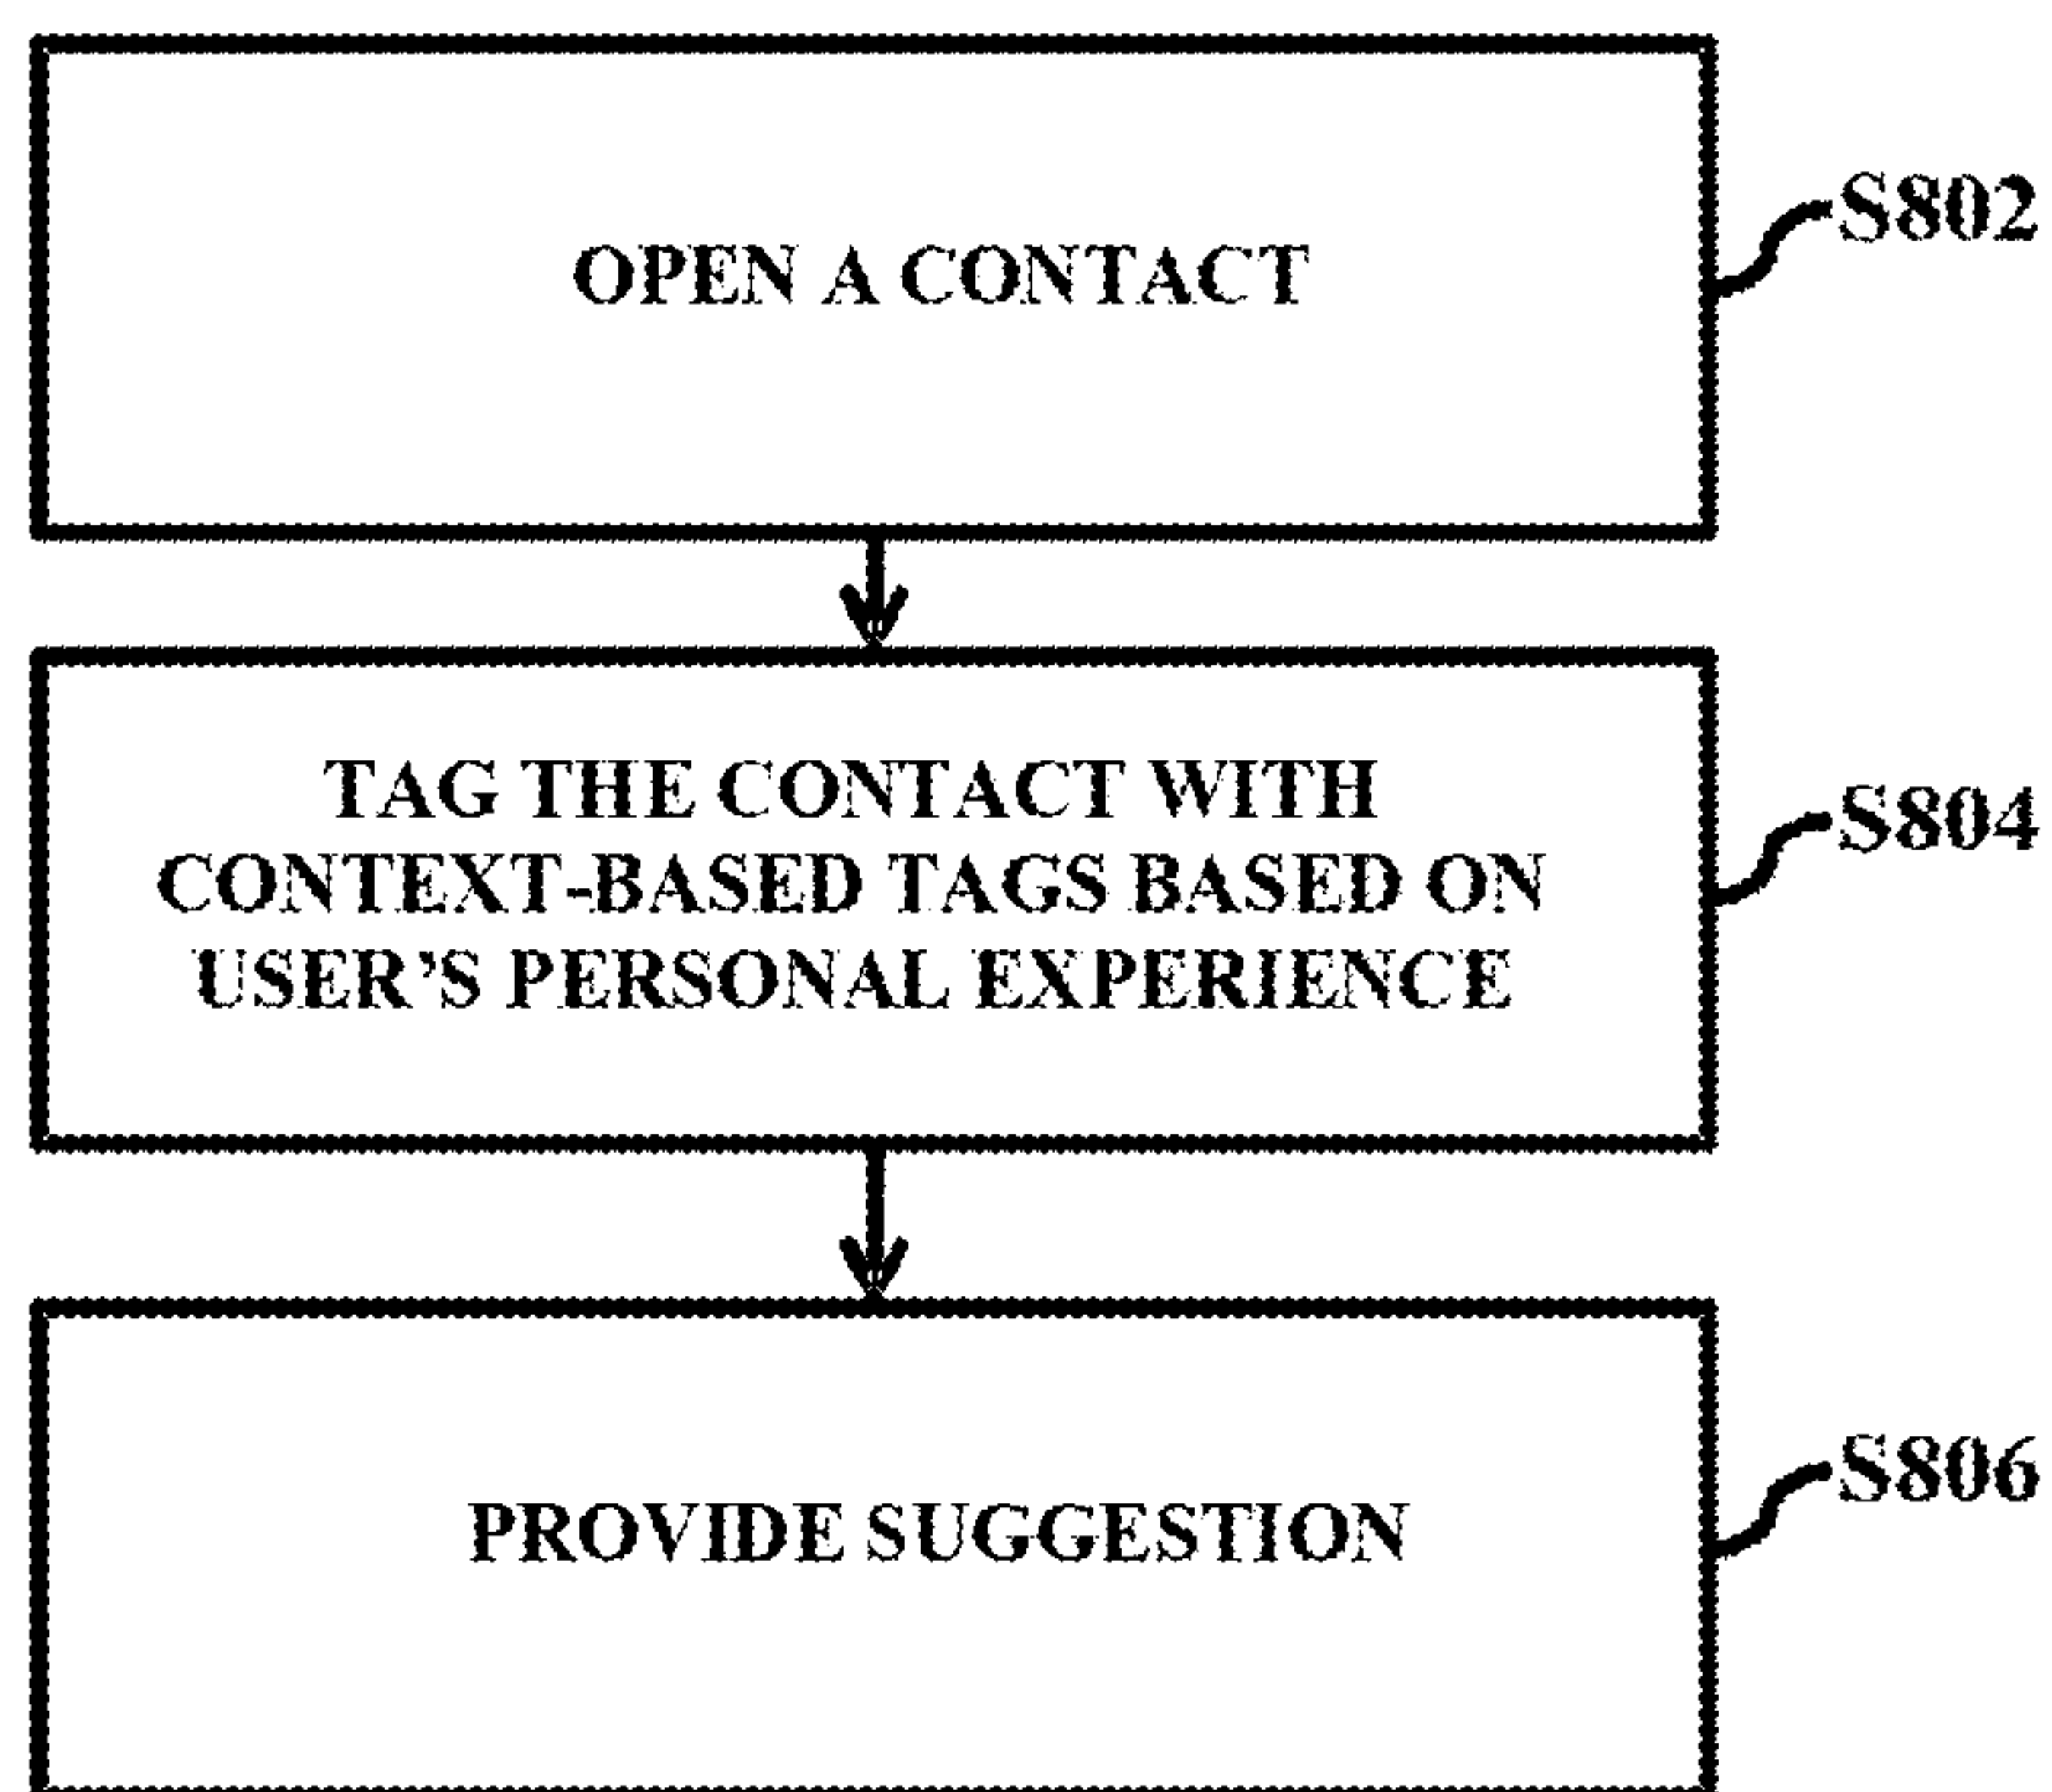 OPEN A CONTACT
S802
TAG THE CONTACT WITH
CONTEXT-BASED TAGS BASED ON
USER’S PERSONAL EXPERIENCE
S804
PROVIDE SUGGESTION
S806